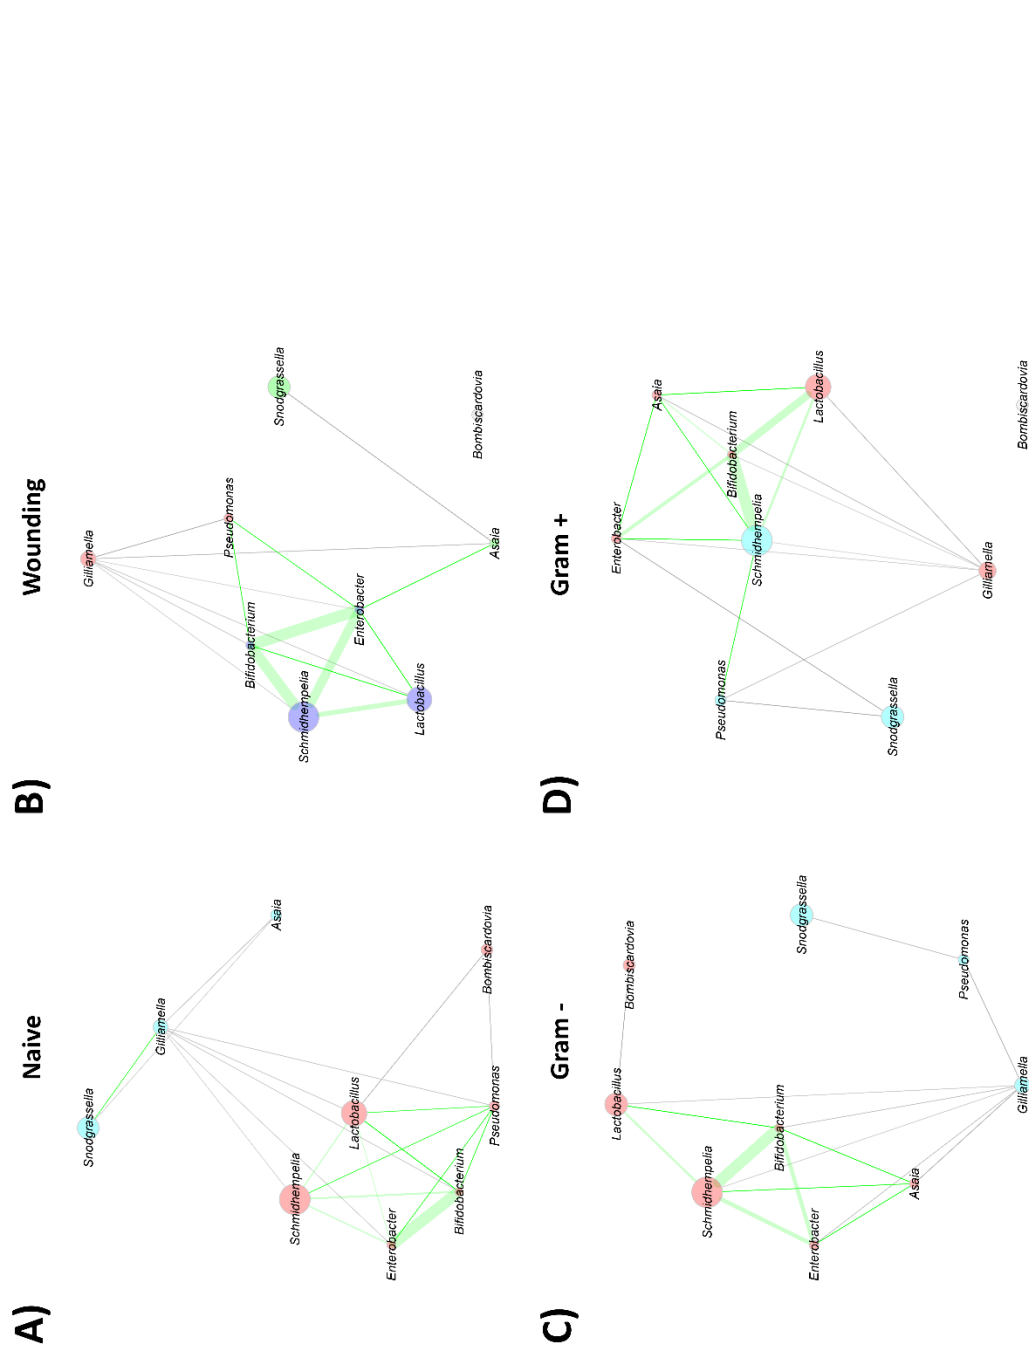 A)
Naive
Snodgrassella
Gilliamella
Asaia
Schmidhempelia
Lactobacillus
Enterobacter
Bifidobacterium
Bombiscardovia
Pseudomonas
B)
Wounding
Gilliamella
Pseudomonas
Snodgrassella
Bifidobacterium
Schmidhempelia
Enterobacter
Lactobacillus
Bombiscardovia
Asaia
C)
Gram -
Lactobacillus
Bombiscardovia
Schmidhempelia
Bifidobacterium
Snodgrassella
Enterobacter
Asaia
Pseudomonas
Gilliamella
D)
Gram +
Enterobacter
Asaia
Bifidobacterium
Pseudomonas
Schmidhempelia
Lactobacillus
Snodgrassella
Gilliamella
Bombiscardovia